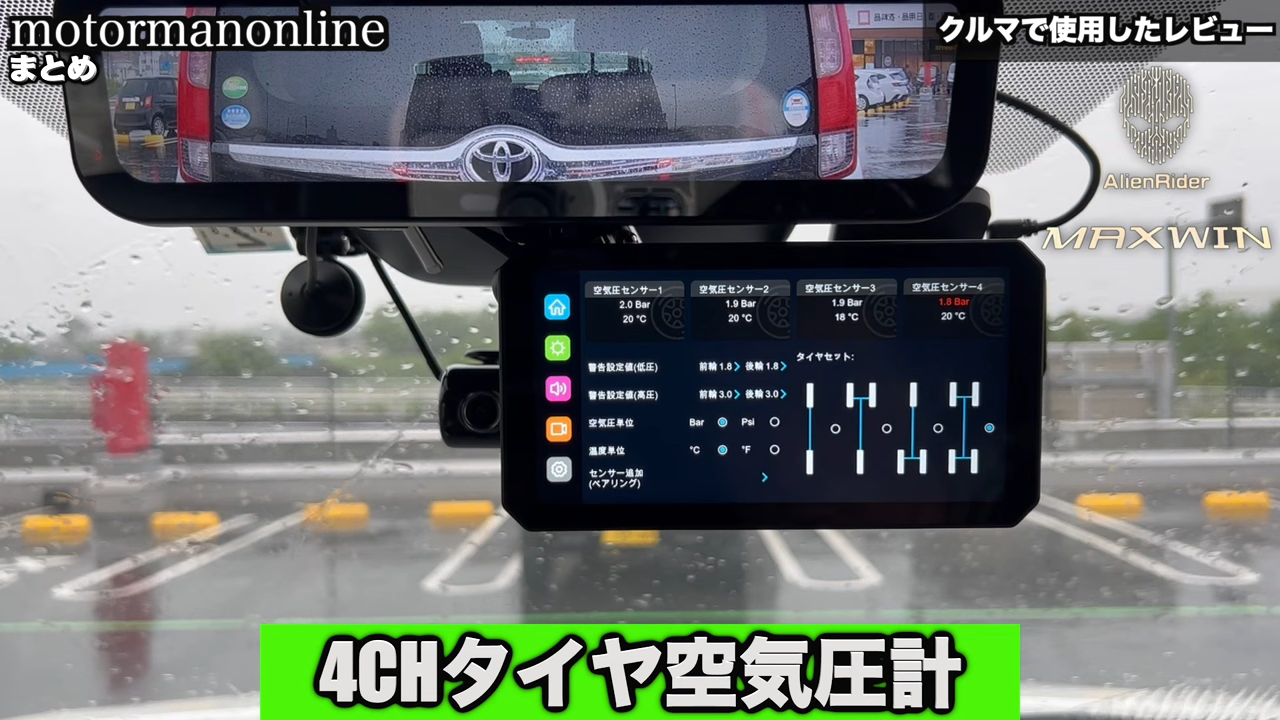 motormanonline
まとめ
クルマで使用したレビュー
AlienRider
MAXWIN
空気圧センサー1
2.0 Bar
20 °C
空気圧センサー2
1.9 Bar
20 °C
空気圧センサー3
1.9 Bar
18 °C
空気圧センサー4
1.8 Bar
20 °C
警告設定値(低圧)
前輪 1.8 後輪 1.8
警告設定値(高圧)
前輪 3.0 後輪 3.0
空気圧単位
Bar Psi
温度単位
°C °F
センサー追加
(ペアリング)
タイヤセット:
4CHタイヤ空気圧計